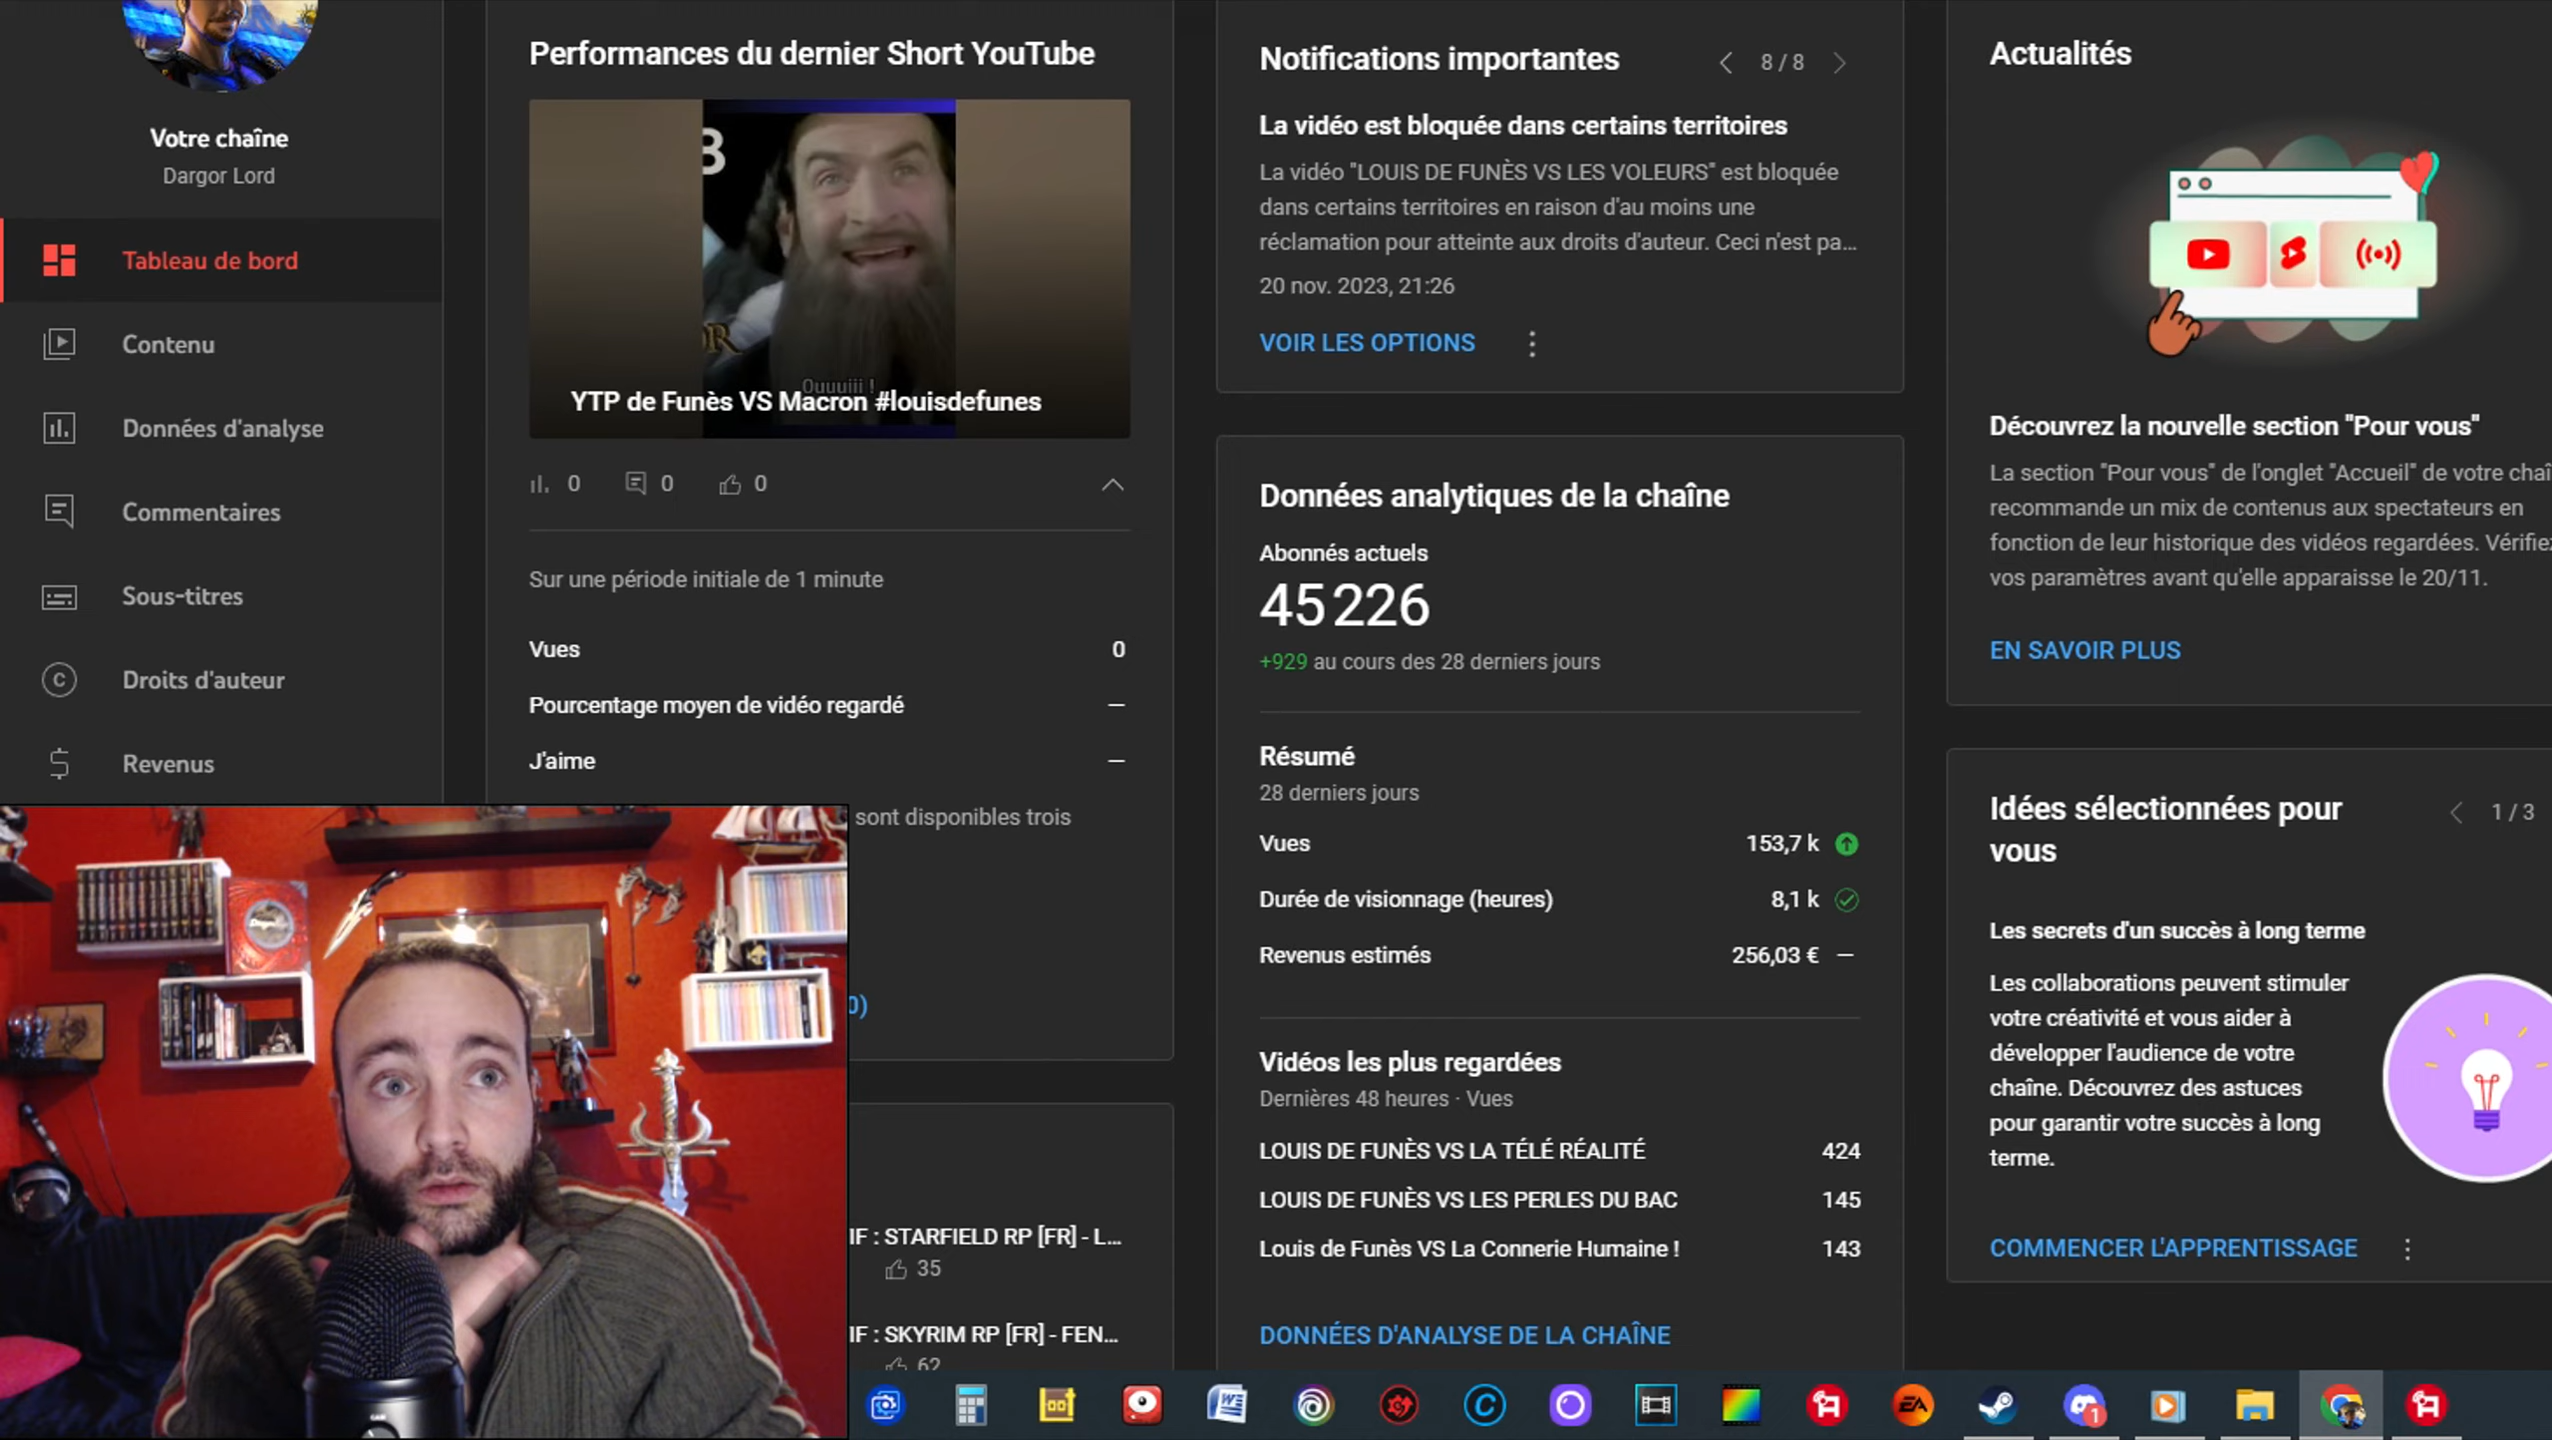 Votre chaîne
Dargor Lord
Tableau de bord
Contenu
Données d'analyse
Commentaires
Sous-titres
Droits d'auteur
Revenus
Performances du dernier Short YouTube
Ouuuiii !
YTP de Funès VS Macron #louisdefunes
0 0 0
Sur une période initiale de 1 minute
Vues 0
Pourcentage moyen de vidéo regardé —
J'aime —
sont disponibles trois
0)
IF : STARFIELD RP [FR] - L...
35
IF : SKYRIM RP [FR] - FEN...
62
Notifications importantes
8 / 8
La vidéo est bloquée dans certains territoires
La vidéo "LOUIS DE FUNÈS VS LES VOLEURS" est bloquée
dans certains territoires en raison d'au moins une
réclamation pour atteinte aux droits d'auteur. Ceci n'est pa...
20 nov. 2023, 21:26
VOIR LES OPTIONS
Données analytiques de la chaîne
Abonnés actuels
45 226
+929 au cours des 28 derniers jours
Résumé
28 derniers jours
Vues 153,7 k
Durée de visionnage (heures) 8,1 k
Revenus estimés 256,03 € —
Vidéos les plus regardées
Dernières 48 heures · Vues
LOUIS DE FUNÈS VS LA TÉLÉ RÉALITÉ 424
LOUIS DE FUNÈS VS LES PERLES DU BAC 145
Louis de Funès VS La Connerie Humaine ! 143
DONNÉES D'ANALYSE DE LA CHAÎNE
Actualités
Découvrez la nouvelle section "Pour vous"
La section "Pour vous" de l'onglet "Accueil" de votre chaî
recommande un mix de contenus aux spectateurs en
fonction de leur historique des vidéos regardées. Vérifiez
vos paramètres avant qu'elle apparaisse le 20/11.
EN SAVOIR PLUS
Idées sélectionnées pour
vous
1 / 3
Les secrets d'un succès à long terme
Les collaborations peuvent stimuler
votre créativité et vous aider à
développer l'audience de votre
chaîne. Découvrez des astuces
pour garantir votre succès à long
terme.
COMMENCER L'APPRENTISSAGE
EA
1